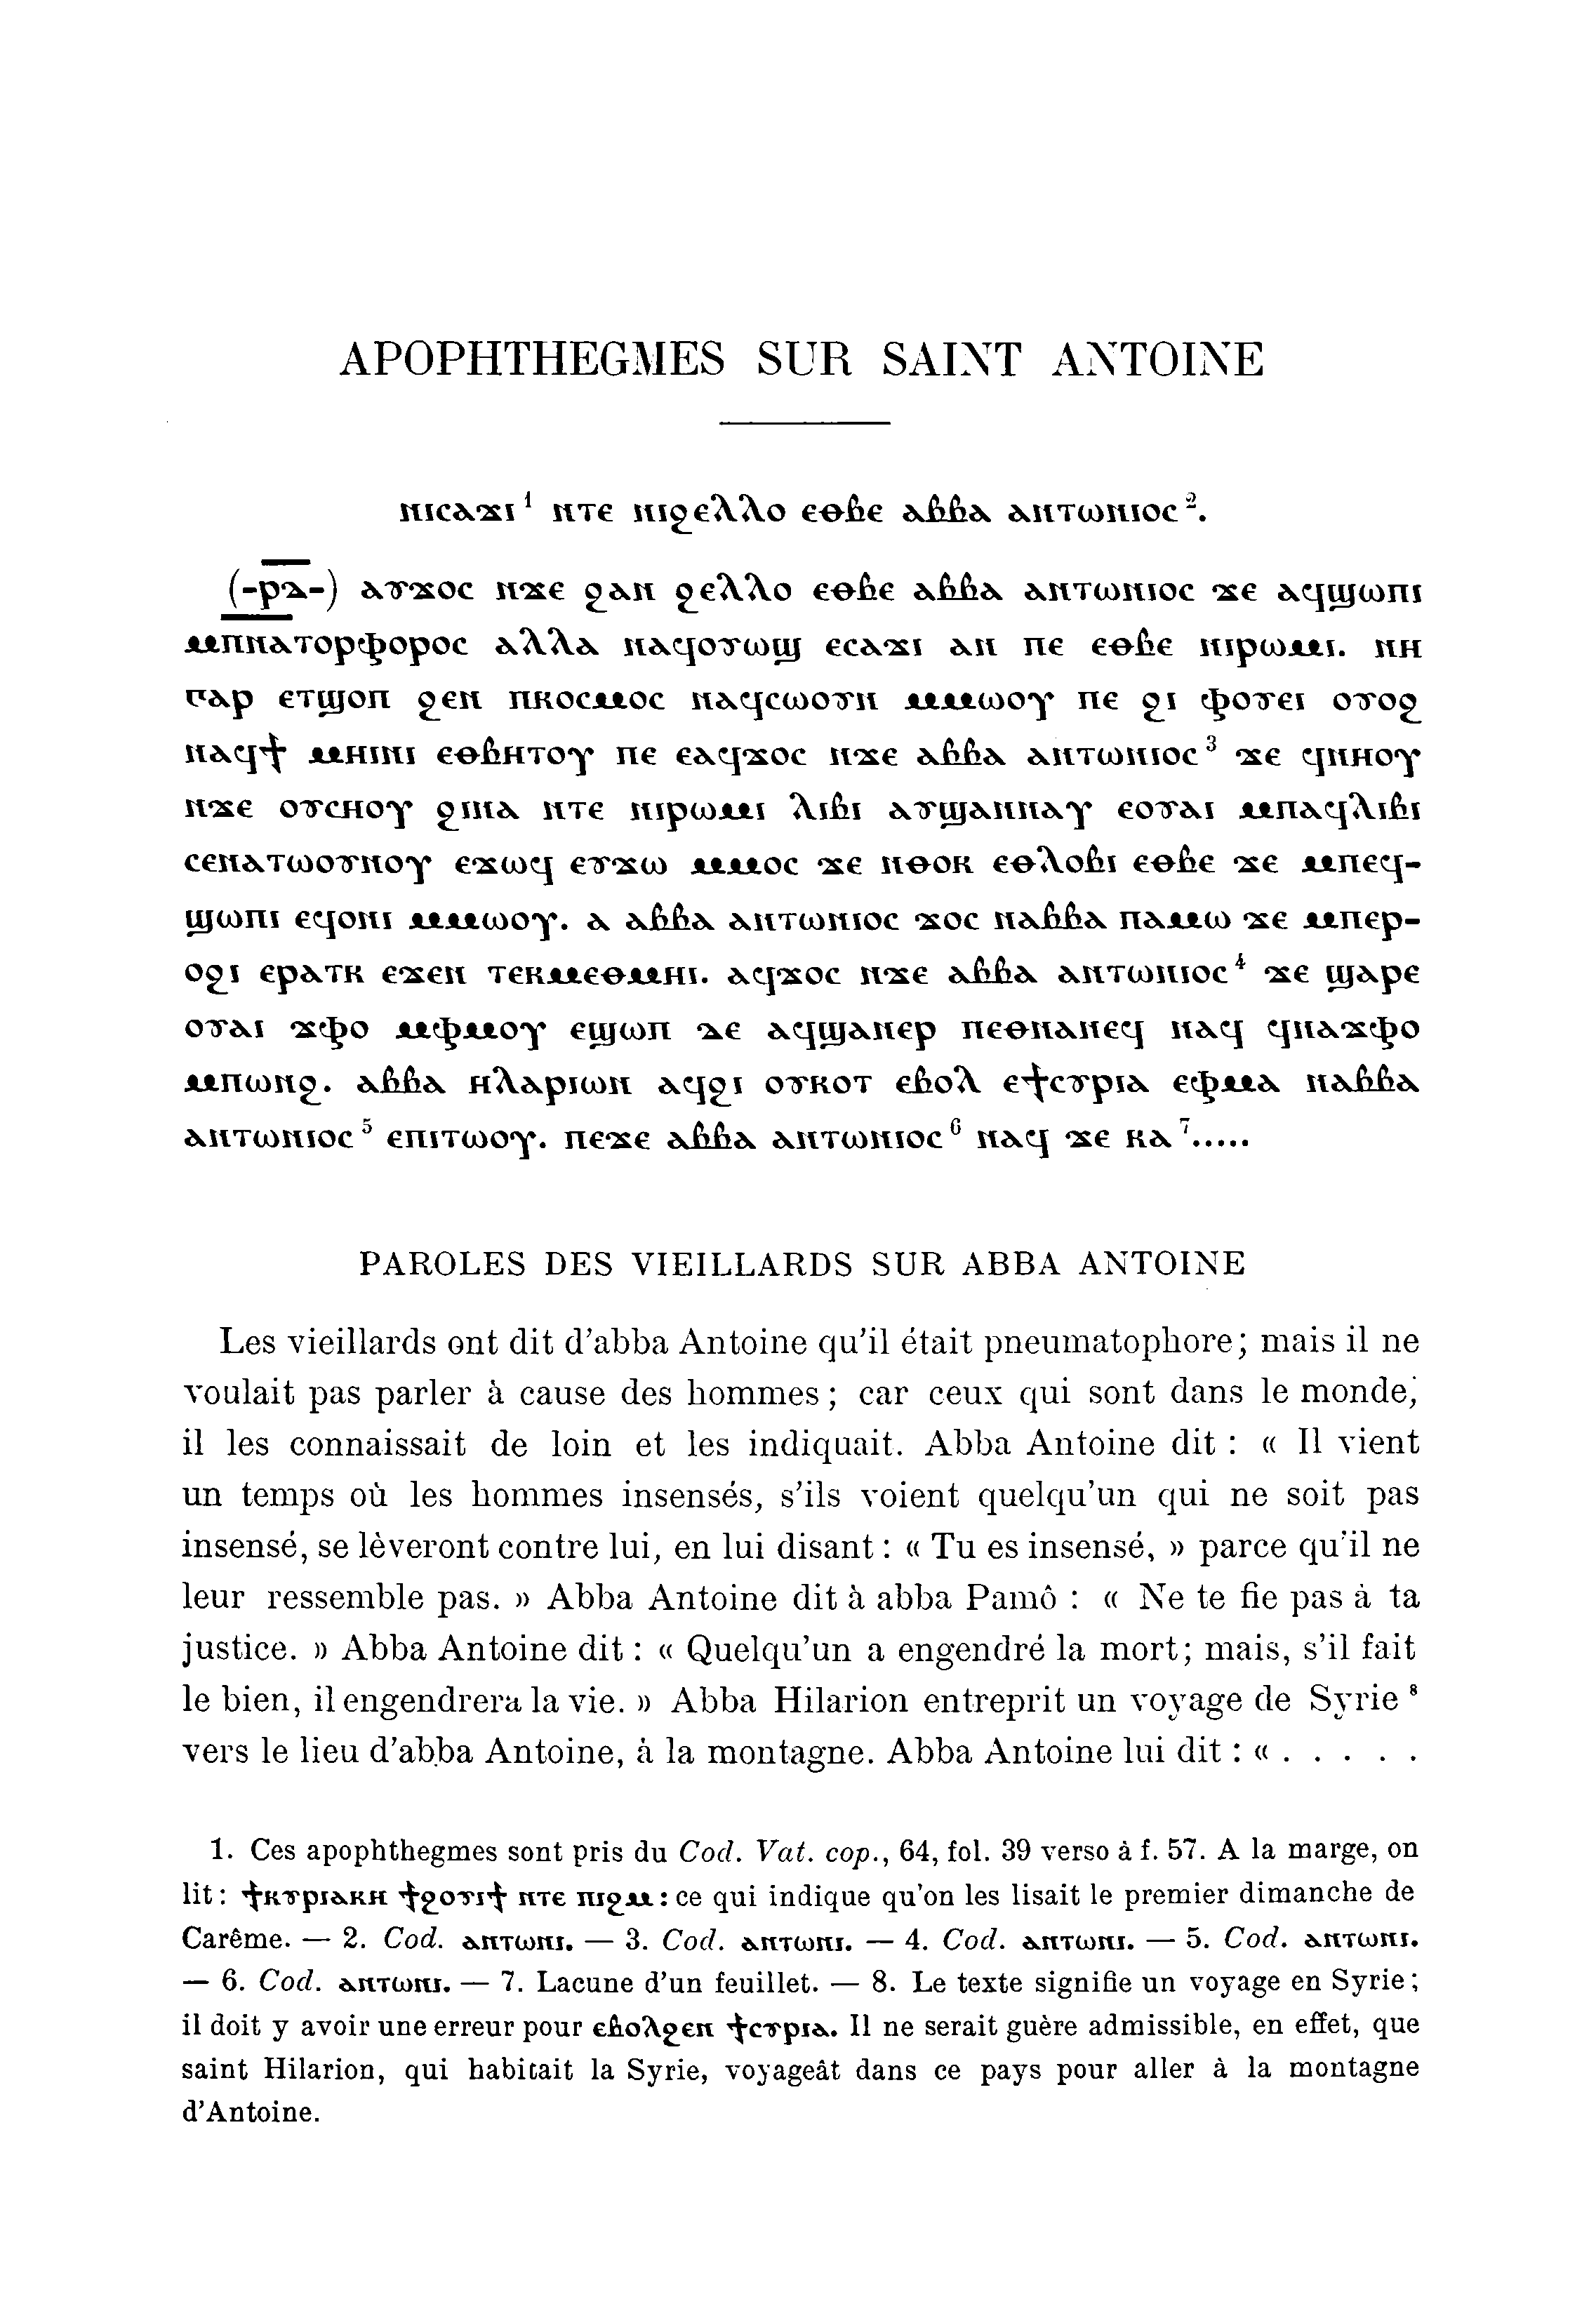 APOPHTHEGMES SUR SAINT ANTOINE
ⲛⲓⲥⲁϫⲓ¹ ⲛⲧⲉ ⲛⲓϧⲉⲗⲗⲟ ⲉⲑⲃⲉ ⲁⲃⲃⲁ ⲁⲛⲧⲱⲛⲓⲟⲥ².
(-ⲣⲇ-) ⲁⲩϫⲟⲥ ⲛϫⲉ ϩⲁⲛ ϧⲉⲗⲗⲟ ⲉⲑⲃⲉ ⲁⲃⲃⲁ ⲁⲛⲧⲱⲛⲓⲟⲥ ϫⲉ ⲁϥϣⲱⲡⲓ
ⲙⲡⲛⲁⲧⲟⲣⲫⲟⲣⲟⲥ ⲁⲗⲗⲁ ⲛⲁϥⲟⲩⲱϣ ⲉⲥⲁϫⲓ ⲁⲛ ⲡⲉ ⲉⲑⲃⲉ ⲛⲓⲣⲱⲙⲓ. ⲛⲏ
ⲅⲁⲣ ⲉⲧϣⲟⲡ ϧⲉⲛ ⲡⲕⲟⲥⲙⲟⲥ ⲛⲁϥⲥⲱⲟⲩⲛ ⲙⲙⲱⲟⲩ ⲡⲉ ϩⲓ ⲫⲟⲩⲉⲓ ⲟⲩⲟϩ
ⲛⲁϥϯ ⲙⲏⲓⲛⲓ ⲉⲑⲃⲏⲧⲟⲩ ⲡⲉ ⲉⲁϥϫⲟⲥ ⲛϫⲉ ⲁⲃⲃⲁ ⲁⲛⲧⲱⲛⲓⲟⲥ³ ϫⲉ ϥⲛⲏⲟⲩ
ⲛϫⲉ ⲟⲩⲥⲏⲟⲩ ϩⲓⲛⲁ ⲛⲧⲉ ⲛⲓⲣⲱⲙⲓ ⲗⲓⲃⲓ ⲁⲩϣⲁⲛⲛⲁⲩ ⲉⲟⲩⲁⲓ ⲙⲡⲁϥⲗⲓⲃⲓ
ⲥⲉⲛⲁⲧⲱⲟⲩⲛⲟⲩ ⲉϫⲱϥ ⲉⲩϫⲱ ⲙⲙⲟⲥ ϫⲉ ⲛⲑⲟⲕ ⲉⲑⲗⲟⲃⲓ ⲉⲑⲃⲉ ϫⲉ ⲙⲡⲉϥ-
ϣⲱⲡⲓ ⲉϥⲟⲛⲓ ⲙⲙⲱⲟⲩ. ⲁ ⲁⲃⲃⲁ ⲁⲛⲧⲱⲛⲓⲟⲥ ϫⲟⲥ ⲛⲁⲃⲃⲁ ⲡⲁⲙⲱ ϫⲉ ⲙⲡⲉⲣ-
ⲟϩⲓ ⲉⲣⲁⲧⲕ ⲉϫⲉⲛ ⲧⲉⲕⲙⲉⲑⲙⲏⲓ. ⲁϥϫⲟⲥ ⲛϫⲉ ⲁⲃⲃⲁ ⲁⲛⲧⲱⲛⲓⲟⲥ⁴ ϫⲉ ϣⲁⲣⲉ
ⲟⲩⲁⲓ ϫⲫⲟ ⲙⲫⲙⲟⲩ ⲉϣⲱⲡ ⲇⲉ ⲁϥϣⲁⲛⲉⲣ ⲡⲉⲑⲛⲁⲛⲉϥ ⲛⲁϥ ϥⲛⲁϫⲫⲟ
ⲙⲡⲱⲛϧ. ⲁⲃⲃⲁ ⲏⲗⲁⲣⲓⲱⲛ ⲁϥϩⲓ ⲟⲩⲕⲟⲧ ⲉⲃⲟⲗ ⲉϯⲥⲩⲣⲓⲁ ⲉⲫⲙⲁ ⲛⲁⲃⲃⲁ
ⲁⲛⲧⲱⲛⲓⲟⲥ⁵ ⲉⲡⲓⲧⲱⲟⲩ. ⲡⲉϫⲉ ⲁⲃⲃⲁ ⲁⲛⲧⲱⲛⲓⲟⲥ⁶ ⲛⲁϥ ϫⲉ ⲕⲁ⁷.....
PAROLES DES VIEILLARDS SUR ABBA ANTOINE
Les vieillards ont dit d'abba Antoine qu'il était pneumatophore; mais il ne
voulait pas parler à cause des hommes; car ceux qui sont dans le monde,
il les connaissait de loin et les indiquait. Abba Antoine dit : « Il vient
un temps où les hommes insensés, s'ils voient quelqu'un qui ne soit pas
insensé, se lèveront contre lui, en lui disant : « Tu es insensé, » parce qu'il ne
leur ressemble pas. » Abba Antoine dit à abba Pamô : « Ne te fie pas à ta
justice. » Abba Antoine dit : « Quelqu'un a engendré la mort; mais, s'il fait
le bien, il engendrera la vie. » Abba Hilarion entreprit un voyage de Syrie⁸
vers le lieu d'abba Antoine, à la montagne. Abba Antoine lui dit : « . . . . .
1. Ces apophthegmes sont pris du Cod. Vat. cop., 64, fol. 39 verso à f. 57. A la marge, on
lit : ϯⲕⲩⲣⲓⲁⲕⲏ ϯϩⲟⲩⲓϯ ⲛⲧⲉ ⲡⲓϩⲙ : ce qui indique qu'on les lisait le premier dimanche de
Carême. — 2. Cod. ⲁⲛⲧⲱⲛⲓ. — 3. Cod. ⲁⲛⲧⲱⲛⲓ. — 4. Cod. ⲁⲛⲧⲱⲛⲓ. — 5. Cod. ⲁⲛⲧⲱⲛⲓ.
— 6. Cod. ⲁⲛⲧⲱⲛⲓ. — 7. Lacune d'un feuillet. — 8. Le texte signifie un voyage en Syrie;
il doit y avoir une erreur pour ⲉⲃⲟⲗϧⲉⲛ ϯⲥⲩⲣⲓⲁ. Il ne serait guère admissible, en effet, que
saint Hilarion, qui habitait la Syrie, voyageât dans ce pays pour aller à la montagne
d'Antoine.